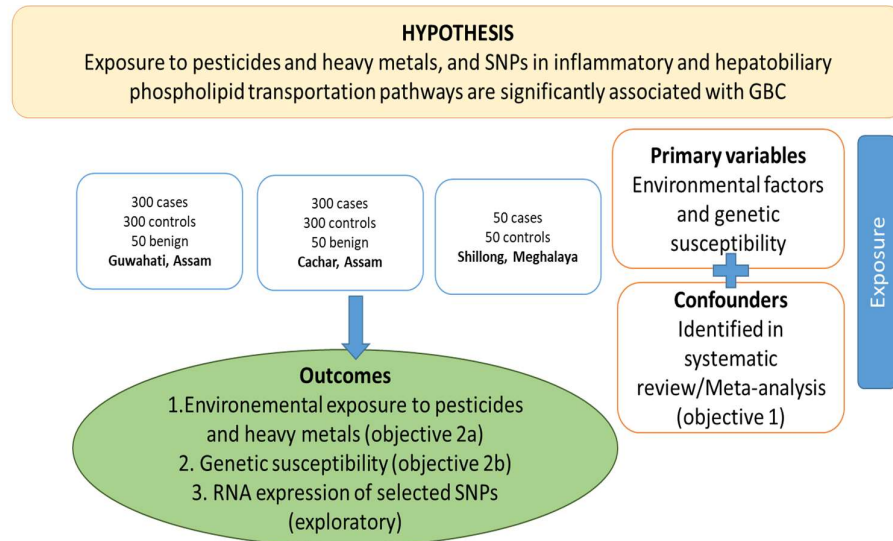 HYPOTHESIS
Exposure to pesticides and heavy metals, and SNPs in inflammatory and hepatobiliary
phospholipid transportation pathways are significantly associated with GBC
300 cases
300 controls
50 benign
Guwahati, Assam
300 cases
300 controls
50 benign
Cachar, Assam
50 cases
50 controls
Shillong, Meghalaya
Primary variables
Environmental factors
and genetic
susceptibility
Confounders
Identified in
systematic
review/Meta-analysis
(objective 1)
Exposure
Outcomes
1.Environemental exposure to pesticides
and heavy metals (objective 2a)
2. Genetic susceptibility (objective 2b)
3. RNA expression of selected SNPs
(exploratory)